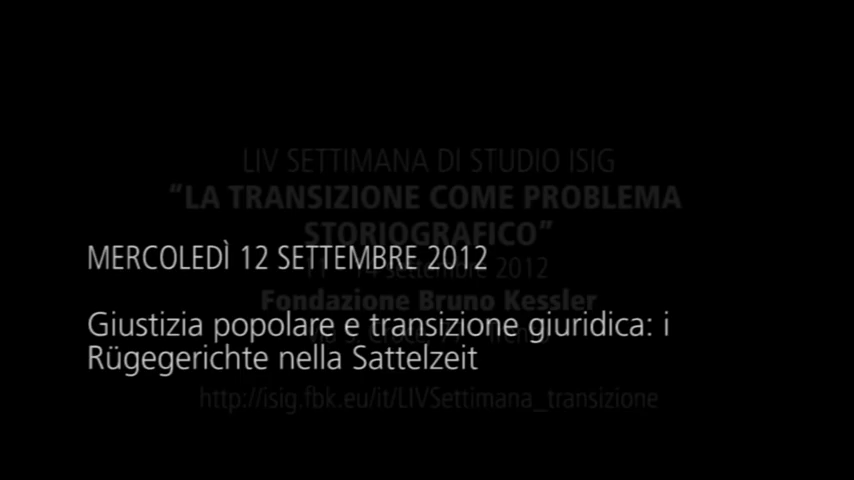 LIV SETTIMANA DI STUDIO ISIG
“LA TRANSIZIONE COME PROBLEMA
STORIOGRAFICO”
MERCOLEDÌ 12 SETTEMBRE 2012
settembre 2012
Fondazione Bruno Kessler
Giustizia popolare e transizione giuridica: i
Rügegerichte nella Sattelzeit
http://isig.fbk.eu/it/LIVSettimana_transizione